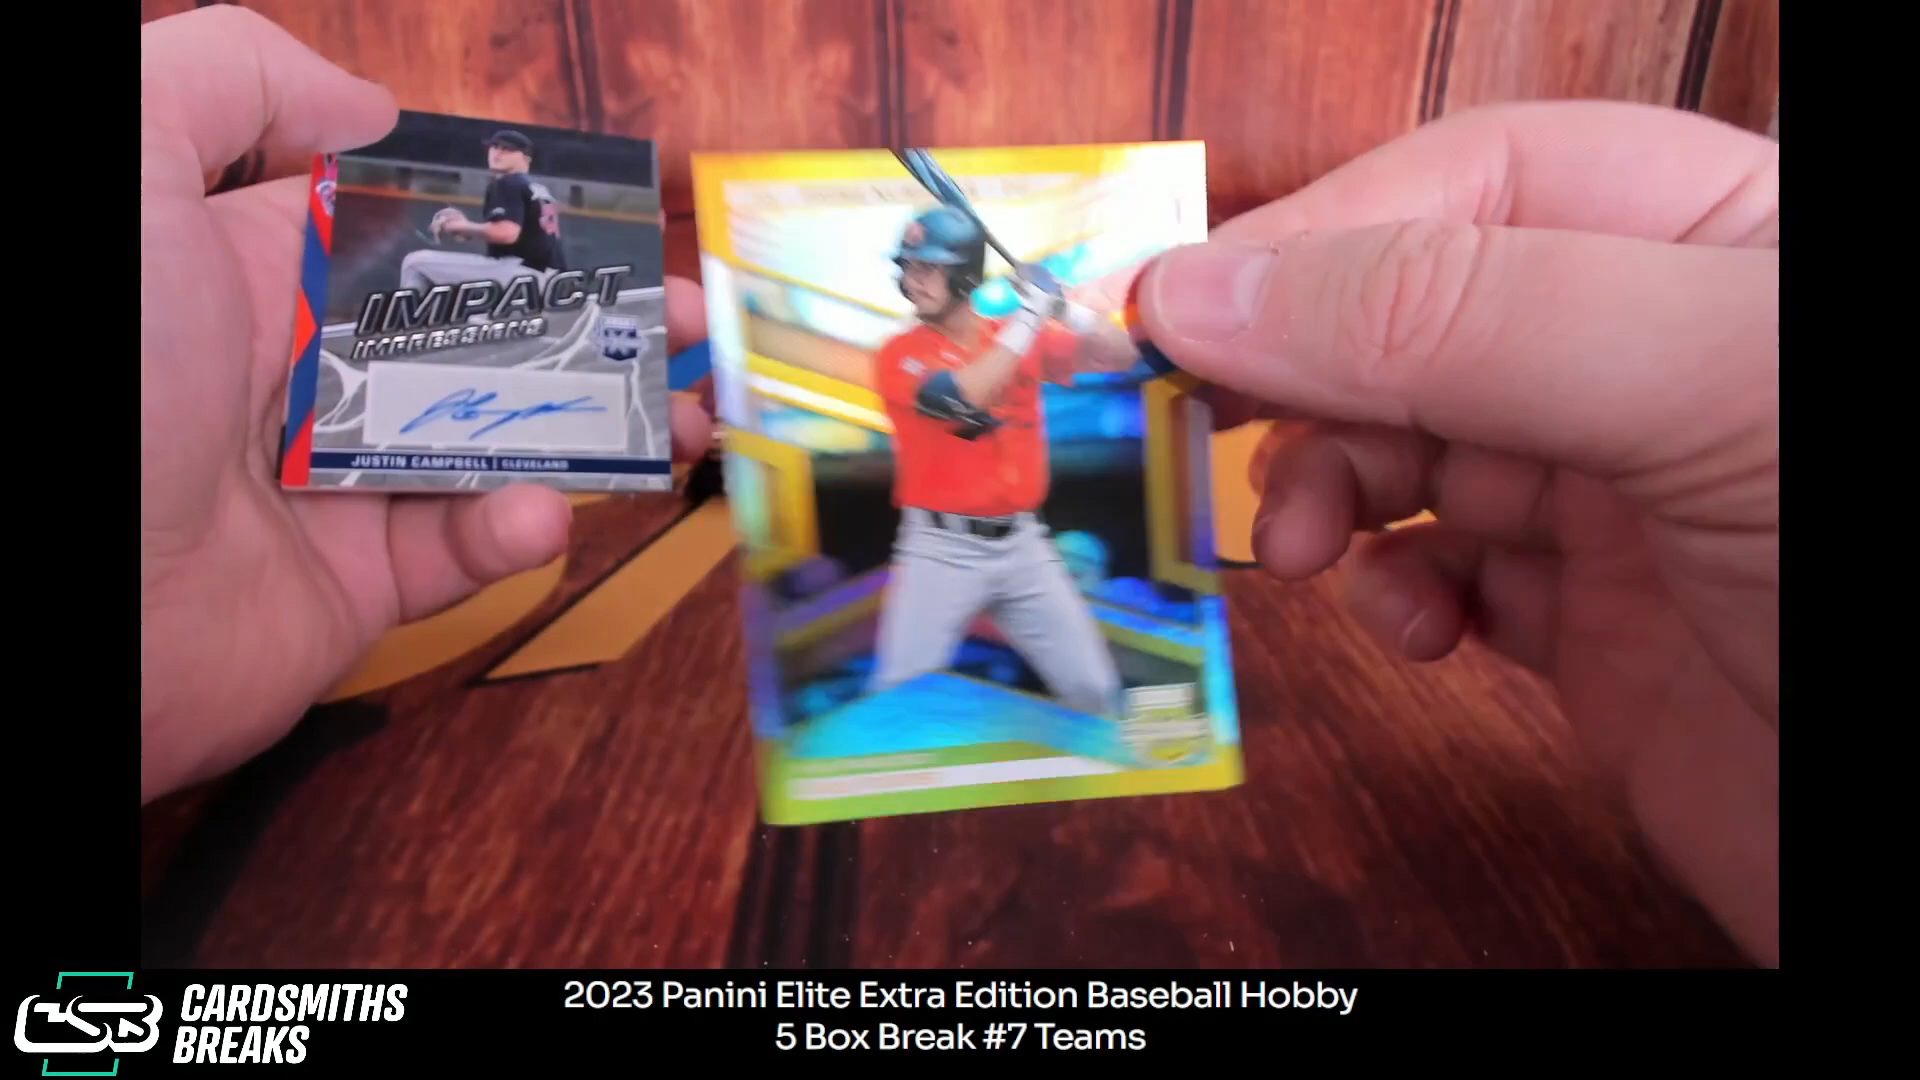 IMPACT
IMPRESSIONS
JUSTIN CAMPBELL | CLEVELAND
CSB
CARDSMITHS
BREAKS
2023 Panini Elite Extra Edition Baseball Hobby
5 Box Break #7 Teams